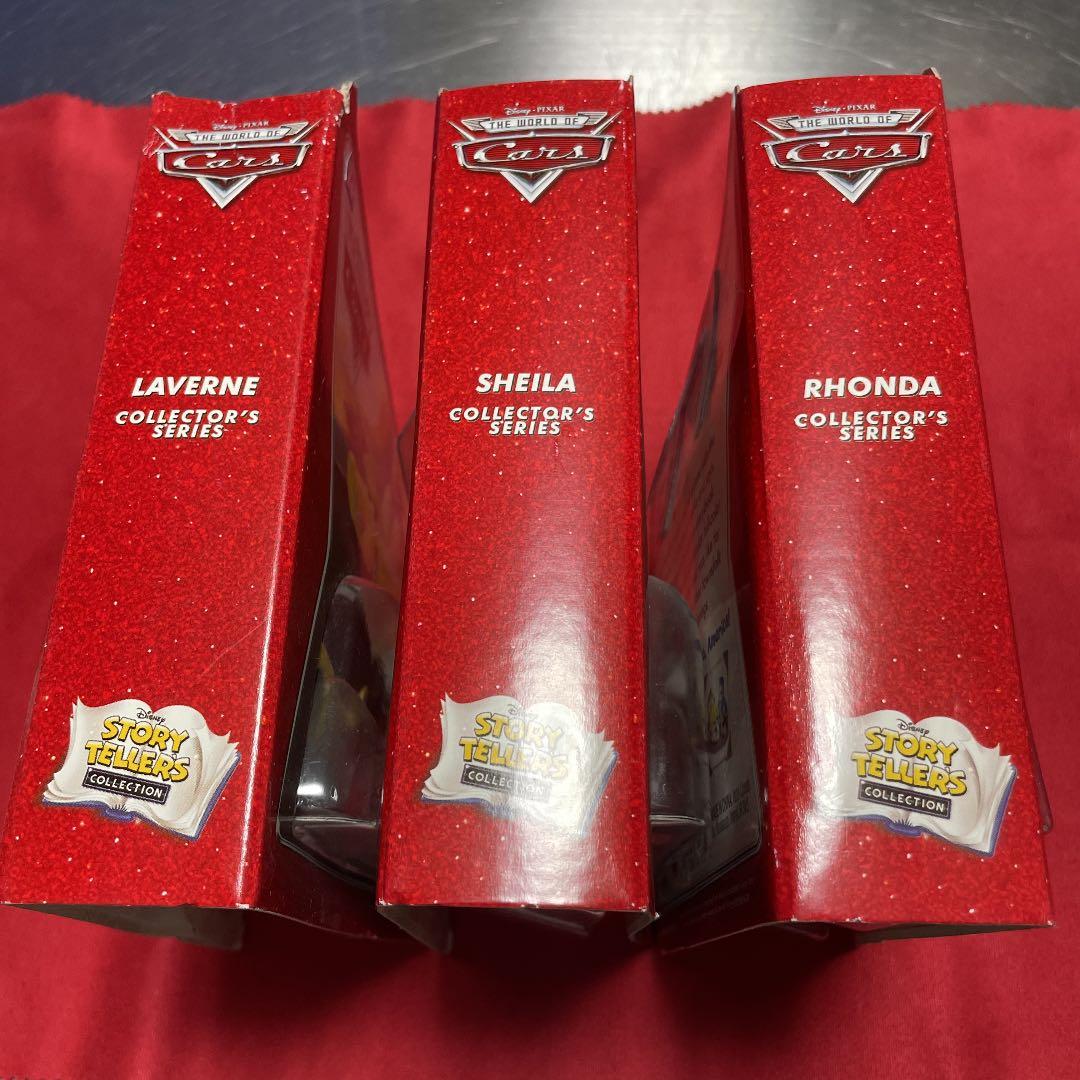 Disney · PIXAR
THE WORLD OF
Cars
LAVERNE
COLLECTOR'S
SERIES
Disney
STORY
TELLERS
COLLECTION
Disney · PIXAR
THE WORLD OF
Cars
SHEILA
COLLECTOR'S
SERIES
Disney
STORY
TELLERS
COLLECTION
Disney · PIXAR
THE WORLD OF
Cars
RHONDA
COLLECTOR'S
SERIES
Disney
STORY
TELLERS
COLLECTION